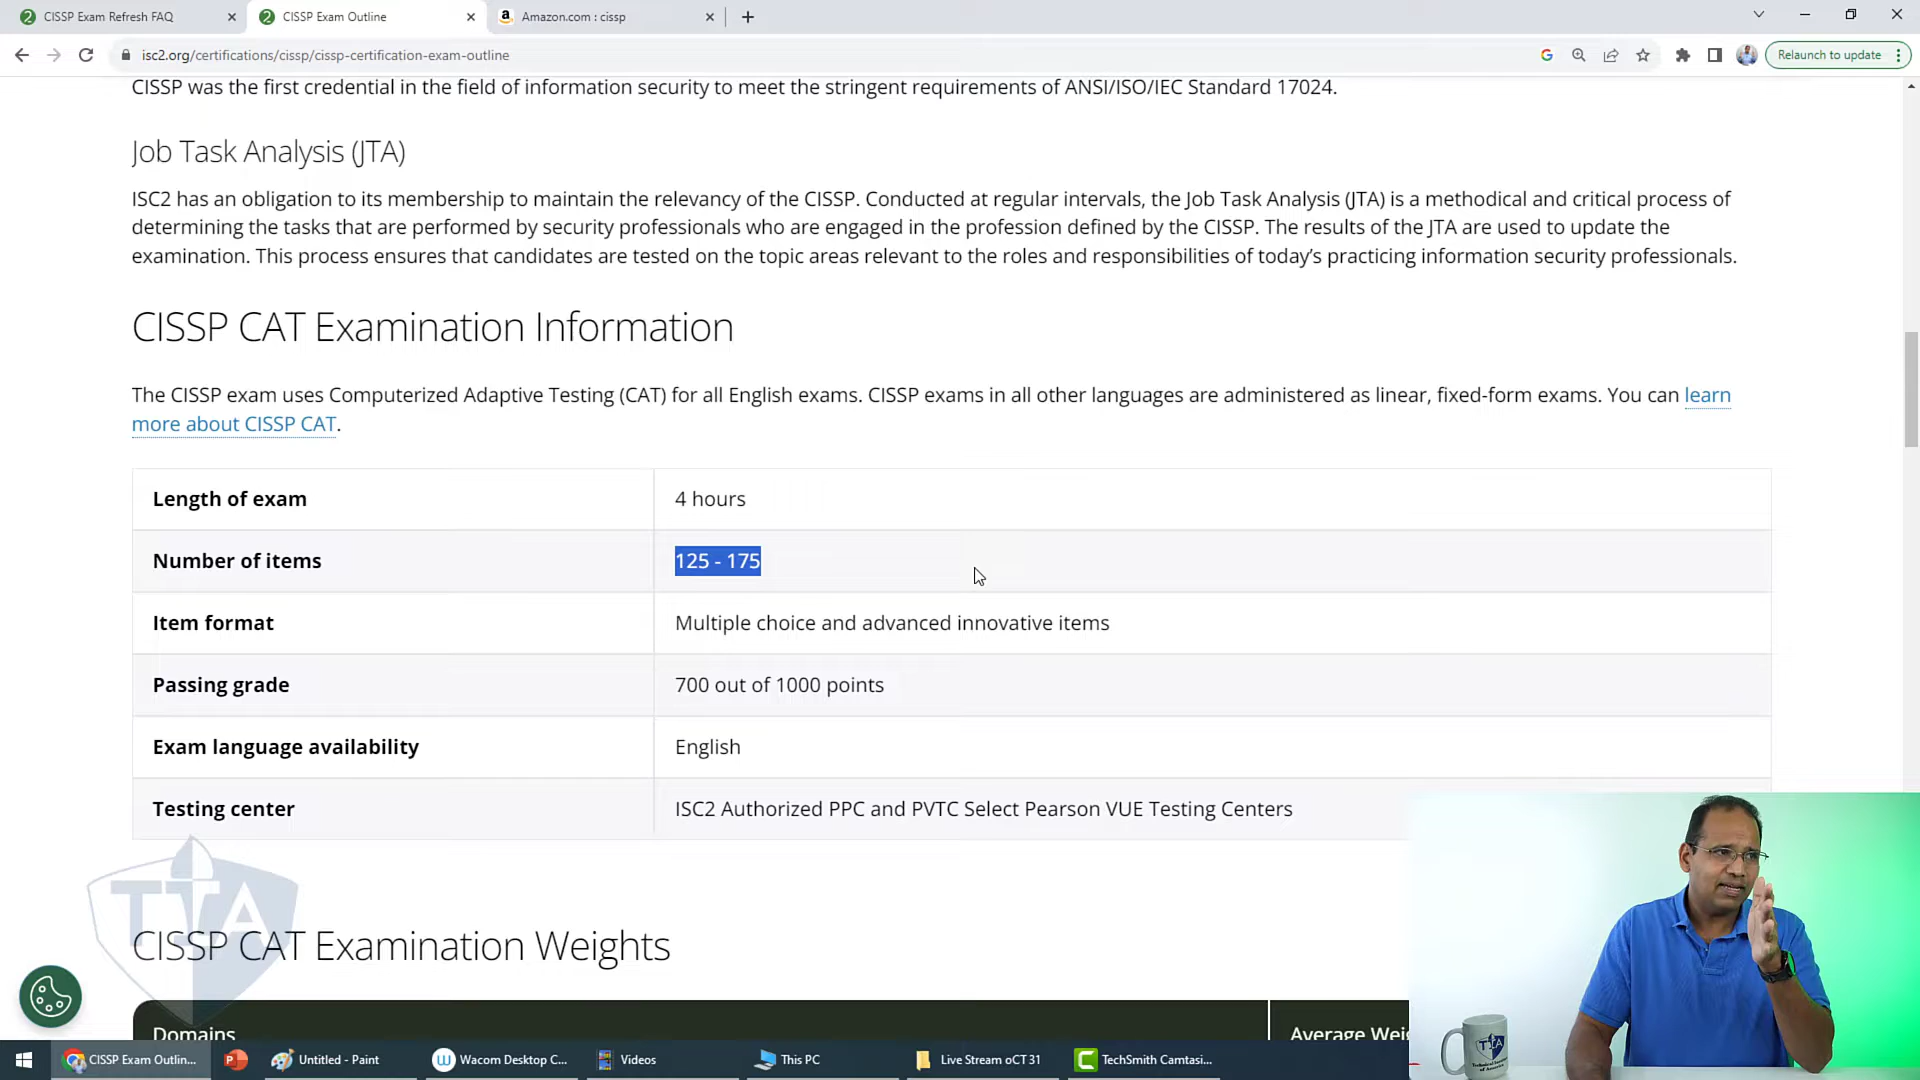 CISSP Exam Refresh FAQ
CISSP Exam Outline
Amazon.com : cissp
isc2.org/certifications/cissp/cissp-certification-exam-outline
Relaunch to update
CISSP was the first credential in the field of information security to meet the stringent requirements of ANSI/ISO/IEC Standard 17024.
Job Task Analysis (JTA)
ISC2 has an obligation to its membership to maintain the relevancy of the CISSP. Conducted at regular intervals, the Job Task Analysis (JTA) is a methodical and critical process of
determining the tasks that are performed by security professionals who are engaged in the profession defined by the CISSP. The results of the JTA are used to update the
examination. This process ensures that candidates are tested on the topic areas relevant to the roles and responsibilities of today's practicing information security professionals.
CISSP CAT Examination Information
The CISSP exam uses Computerized Adaptive Testing (CAT) for all English exams. CISSP exams in all other languages are administered as linear, fixed-form exams. You can learn
more about CISSP CAT.
Length of exam 4 hours
Number of items 125 - 175
Item format Multiple choice and advanced innovative items
Passing grade 700 out of 1000 points
Exam language availability English
Testing center ISC2 Authorized PPC and PVTC Select Pearson VUE Testing Centers
TIA
CISSP CAT Examination Weights
Domains Average Weig
CISSP Exam Outlin...
Untitled - Paint
Wacom Desktop C...
Videos
This PC
Live Stream oCT 31
TechSmith Camtasi...